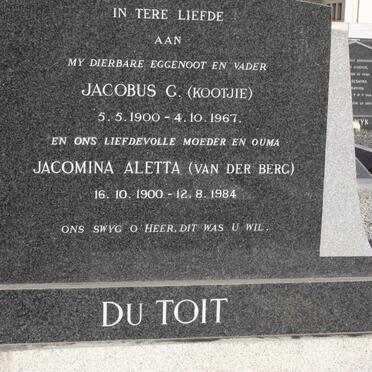 IN TERE LIEFDE
AAN
MY DIERBARE EGGENOOT EN VADER
JACOBUS G. (KOOTJIE)
5.5.1900 - 4.10.1967.
EN ONS LIEFDEVOLLE MOEDER EN OUMA
JACOMINA ALETTA (VAN DER BERG)
16.10.1900 - 12.8.1984
ONS SWYG O HEER, DIT WAS U WIL.
DU TOIT